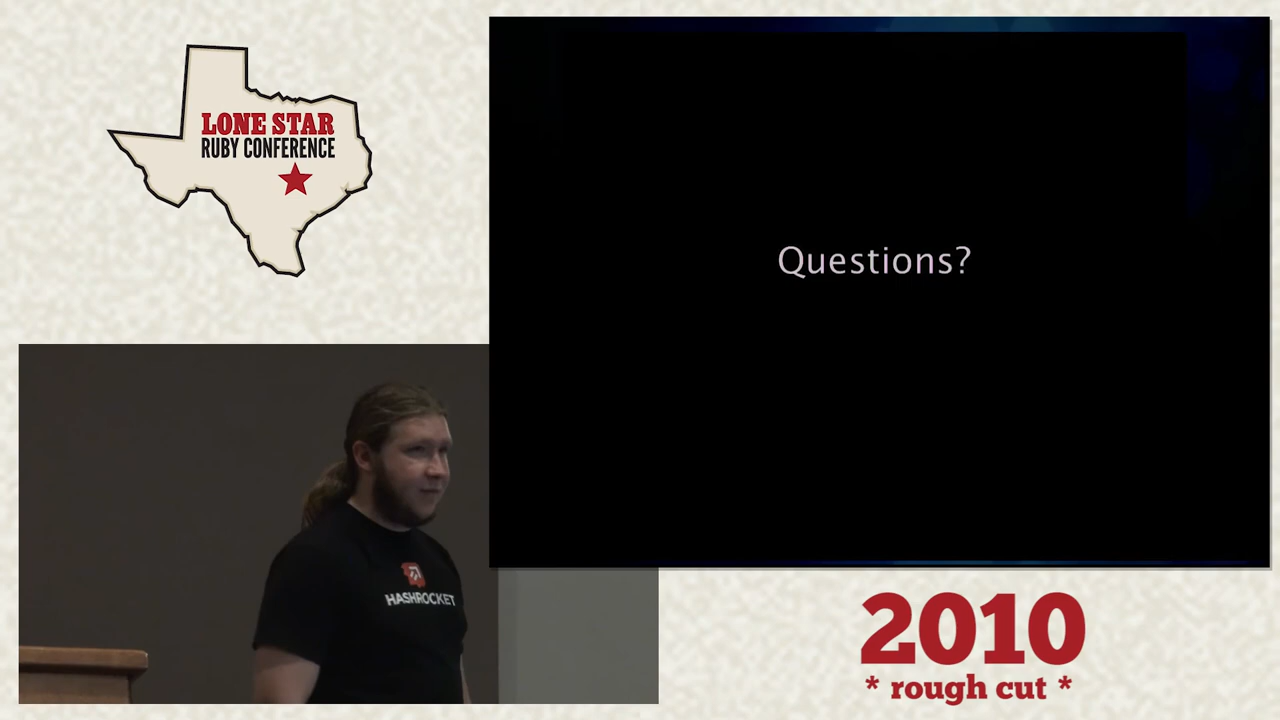 LONE STAR
RUBY CONFERENCE
Questions?
HASHROCKET
2010
* rough cut *